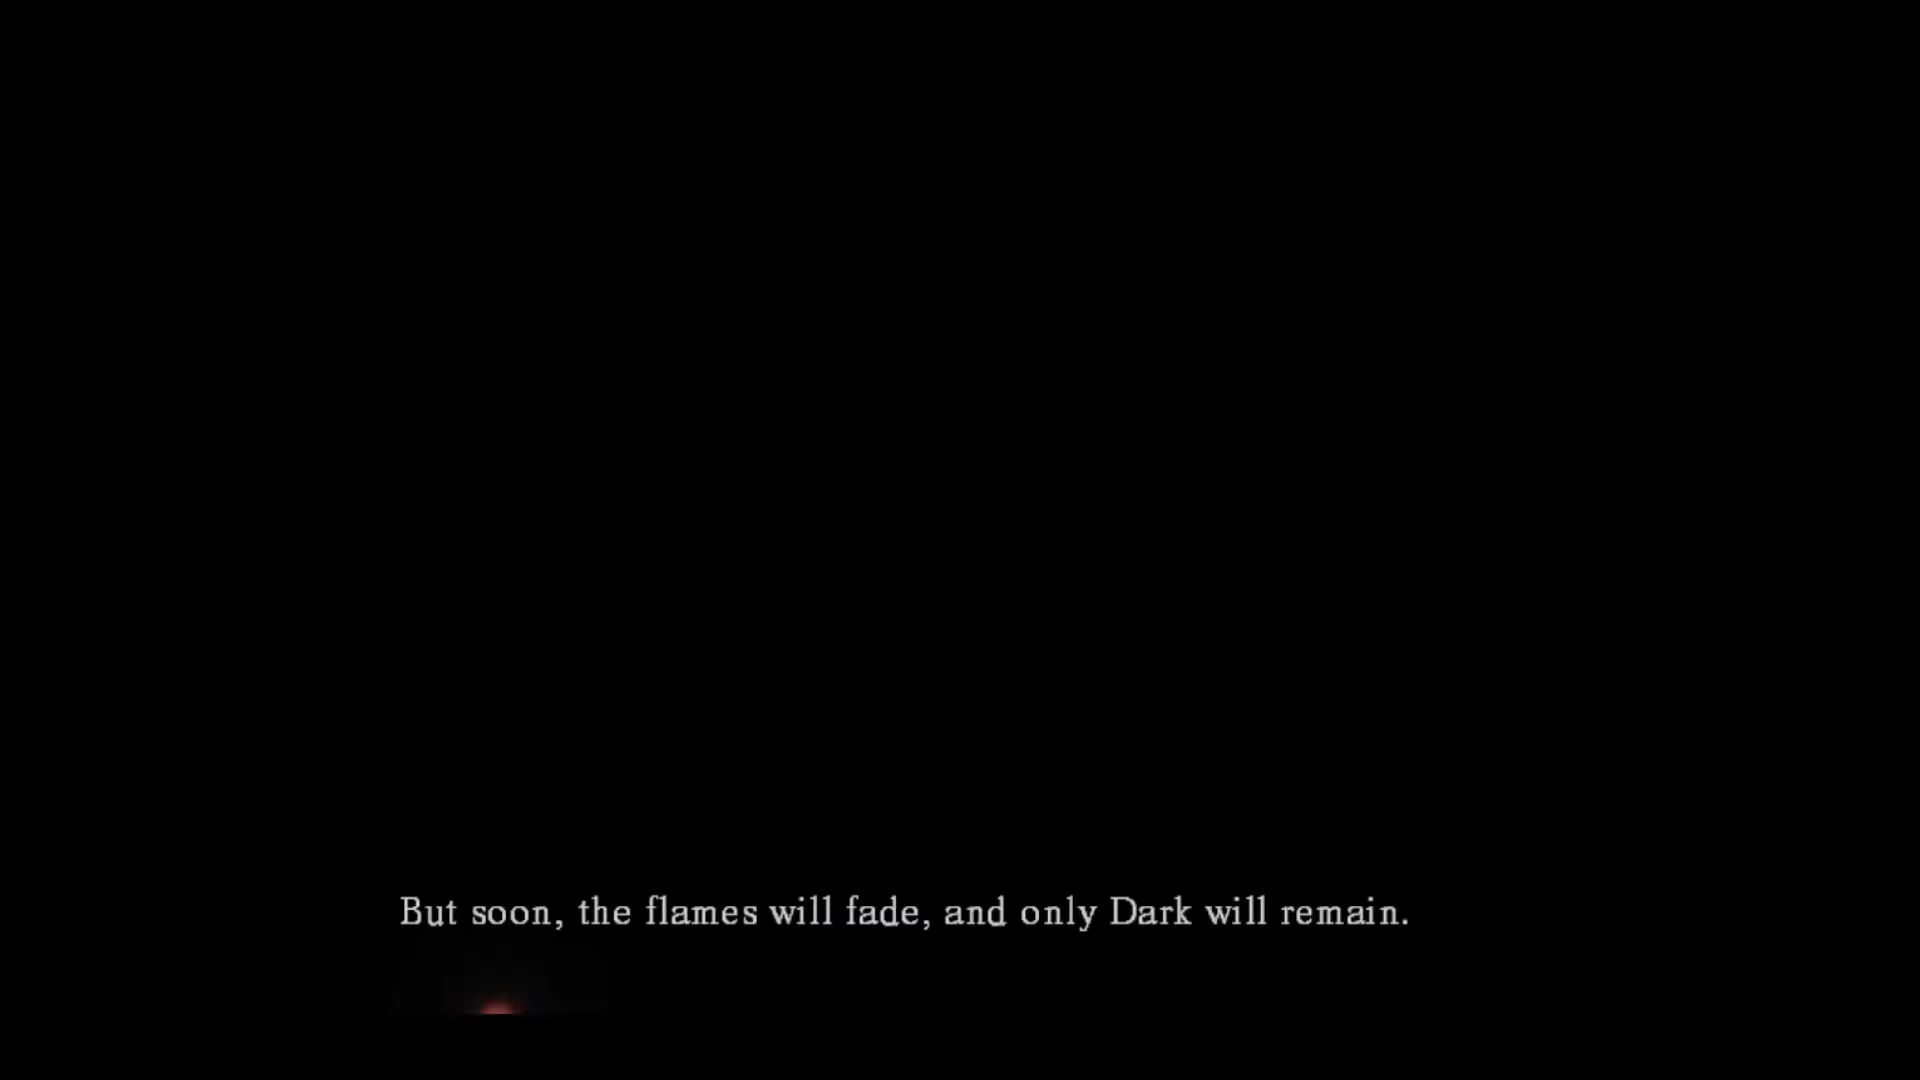 But soon, the flames will fade, and only Dark will remain.